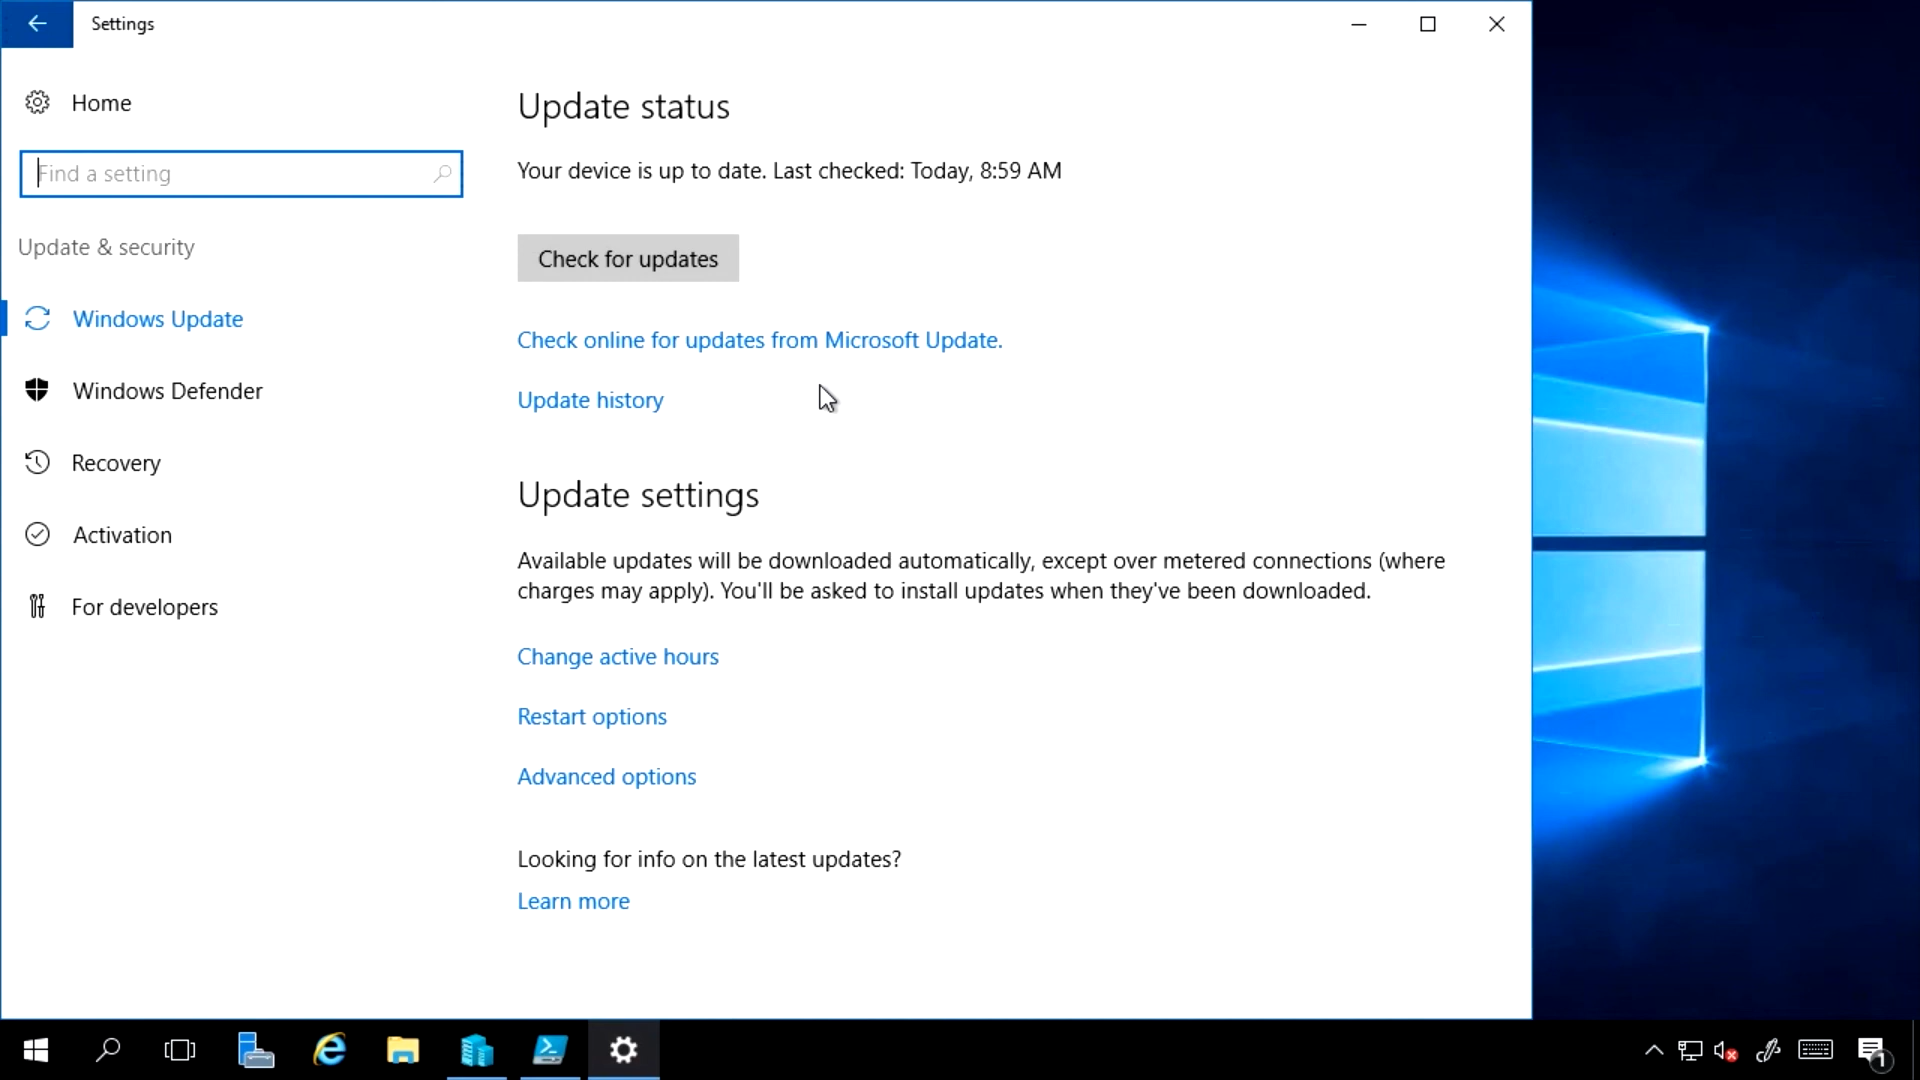 Settings
Home
Find a setting
Update & security
Windows Update
Windows Defender
Recovery
Activation
For developers
Update status
Your device is up to date. Last checked: Today, 8:59 AM
Check for updates
Check online for updates from Microsoft Update.
Update history
Update settings
Available updates will be downloaded automatically, except over metered connections (where
charges may apply). You'll be asked to install updates when they've been downloaded.
Change active hours
Restart options
Advanced options
Looking for info on the latest updates?
Learn more
1